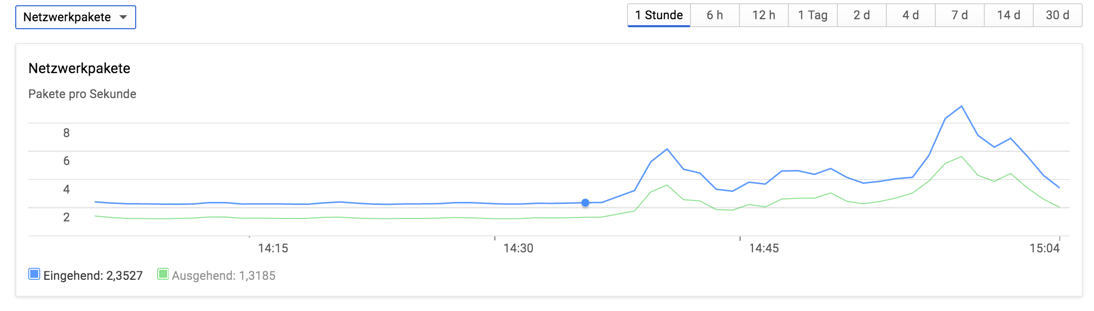 Netzwerkpakete
1 Stunde 6 h 12 h 1 Tag 2 d 4 d 7 d 14 d 30 d
Netzwerkpakete
Pakete pro Sekunde
8
6
4
2
14:15 14:30 14:45 15:04
Eingehend: 2,3527 Ausgehend: 1,3185